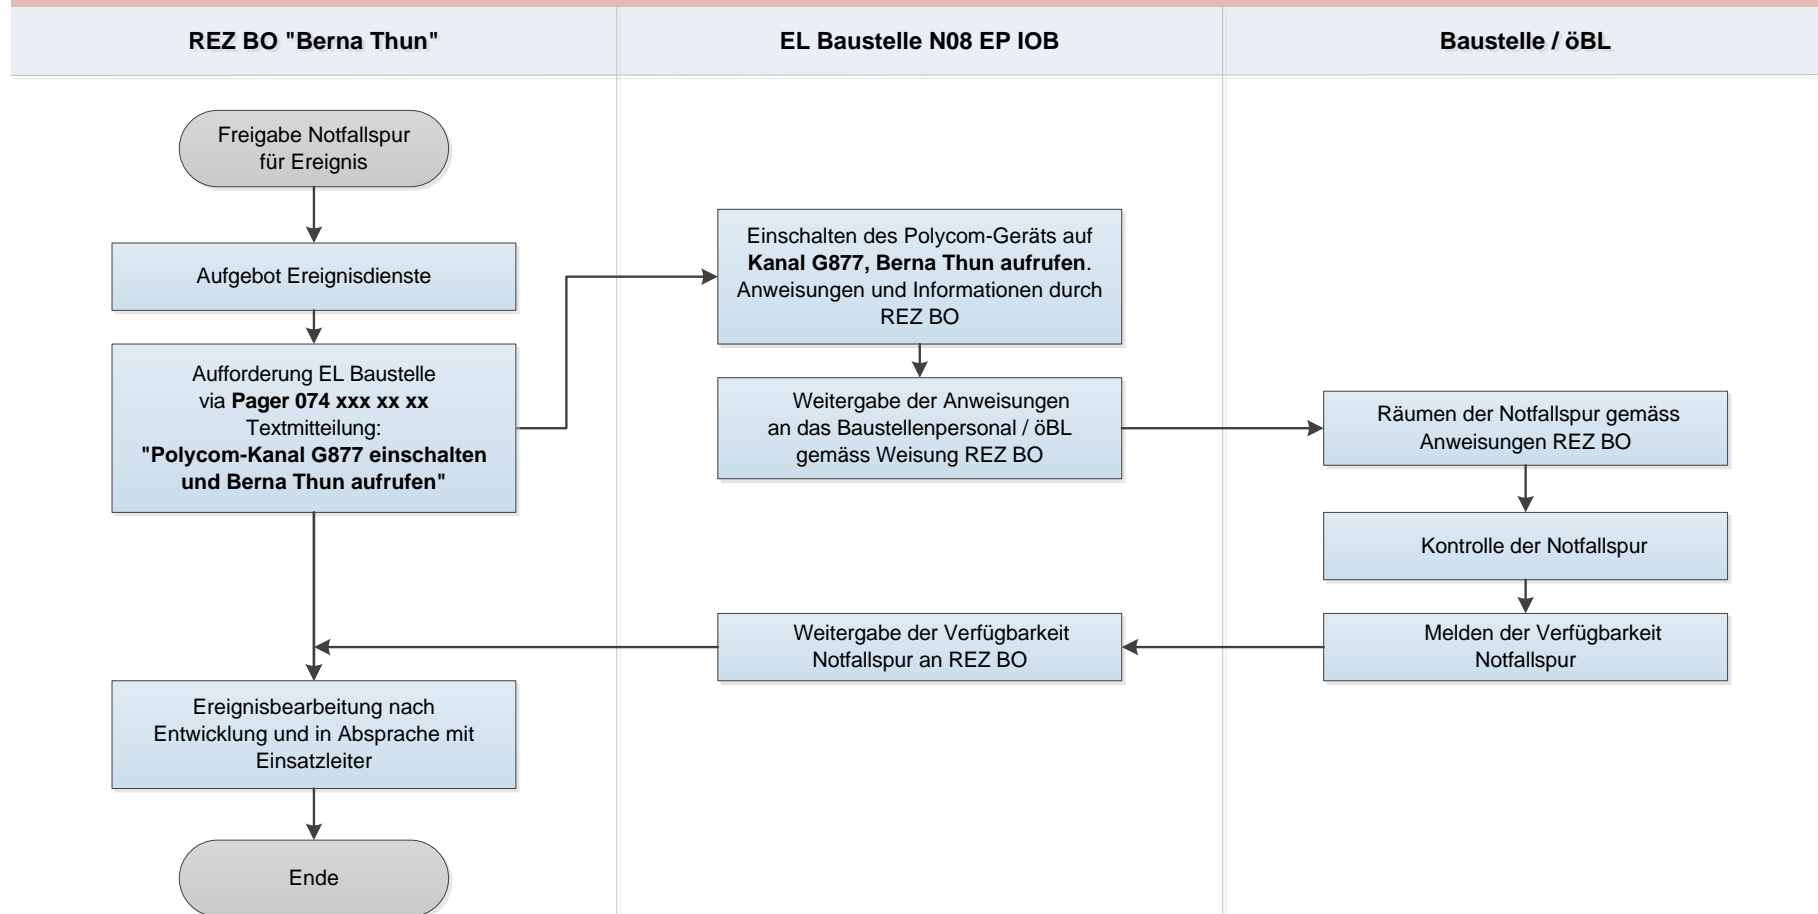 REZ BO "Berna Thun"
EL Baustelle N08 EP IOB
Baustelle / öBL
Freigabe Notfallspur
für Ereignis
Aufgebot Ereignisdienste
Aufforderung EL Baustelle
via Pager 074 xxx xx xx
Textmitteilung:
"Polycom-Kanal G877 einschalten
und Berna Thun aufrufen"
Einschalten des Polycom-Geräts auf
Kanal G877, Berna Thun aufrufen.
Anweisungen und Informationen durch
REZ BO
Weitergabe der Anweisungen
an das Baustellenpersonal / öBL
gemäss Weisung REZ BO
Räumen der Notfallspur gemäss
Anweisungen REZ BO
Kontrolle der Notfallspur
Melden der Verfügbarkeit
Notfallspur
Weitergabe der Verfügbarkeit
Notfallspur an REZ BO
Ereignisbearbeitung nach
Entwicklung und in Absprache mit
Einsatzleiter
Ende